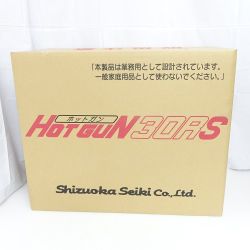 「本製品は業務用として設計されています。
一般家庭用品として使わないでください。」
ホットガン
HOTGUN 30RS
Shizuoka Seiki Co.,Ltd.